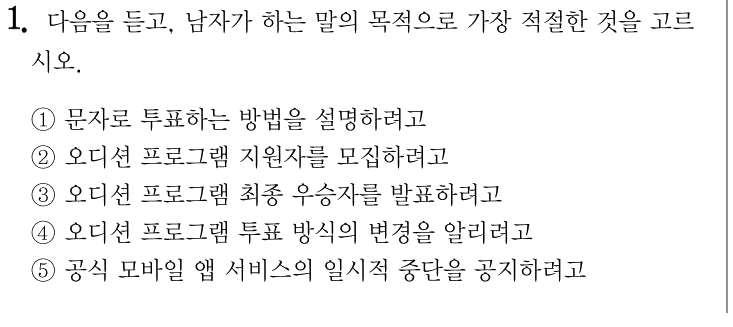 1. 다음을 듣고, 남자가 하는 말의 목적으로 가장 적절한 것을 고르
시오.
① 문자로 투표하는 방법을 설명하려고
② 오디션 프로그램 지원자를 모집하려고
③ 오디션 프로그램 최종 우승자를 발표하려고
④ 오디션 프로그램 투표 방식의 변경을 알리려고
⑤ 공식 모바일 앱 서비스의 일시적 중단을 공지하려고